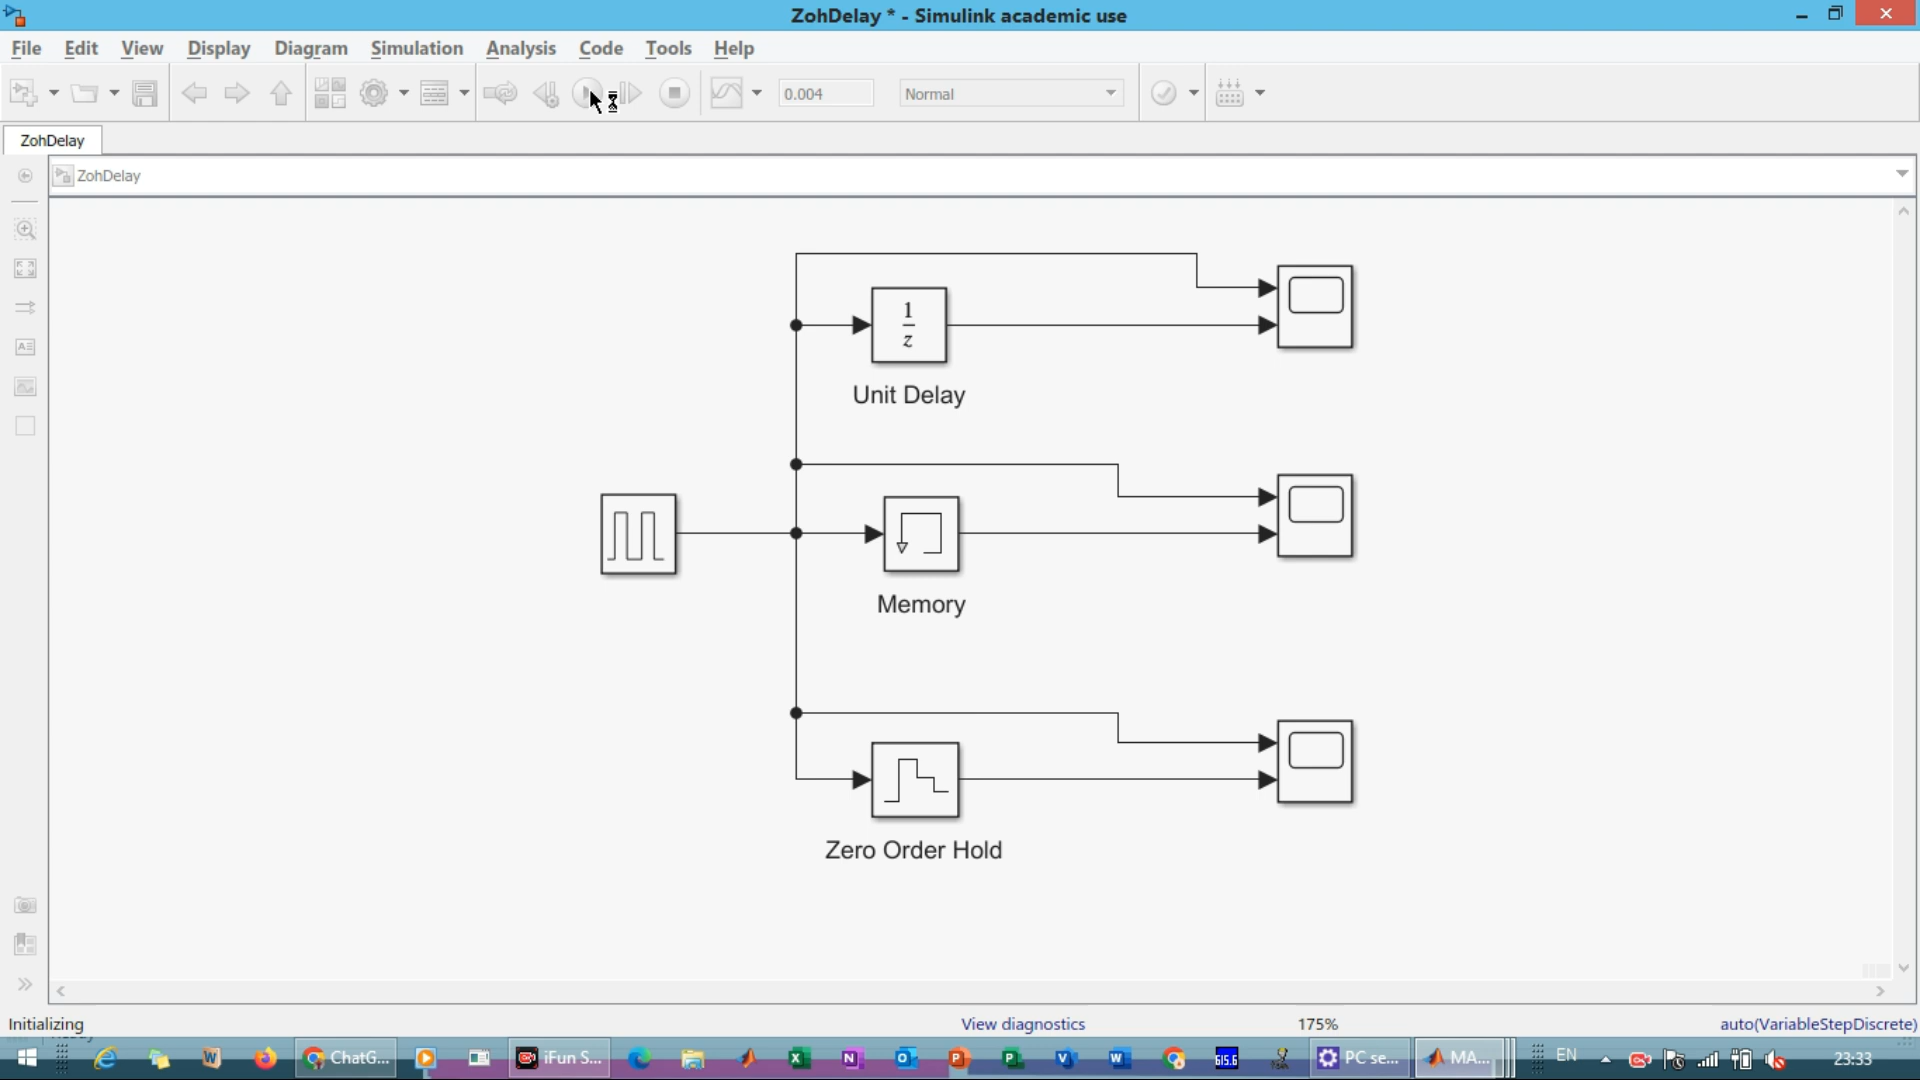 ZohDelay * - Simulink academic use
File Edit View Display Diagram Simulation Analysis Code Tools Help
0.004 Normal
ZohDelay
ZohDelay
1
z
Unit Delay
Memory
Zero Order Hold
Initializing View diagnostics 175% auto(VariableStepDiscrete)
ChatG... iFun S... 615.6 PC se... MA... EN 23:33